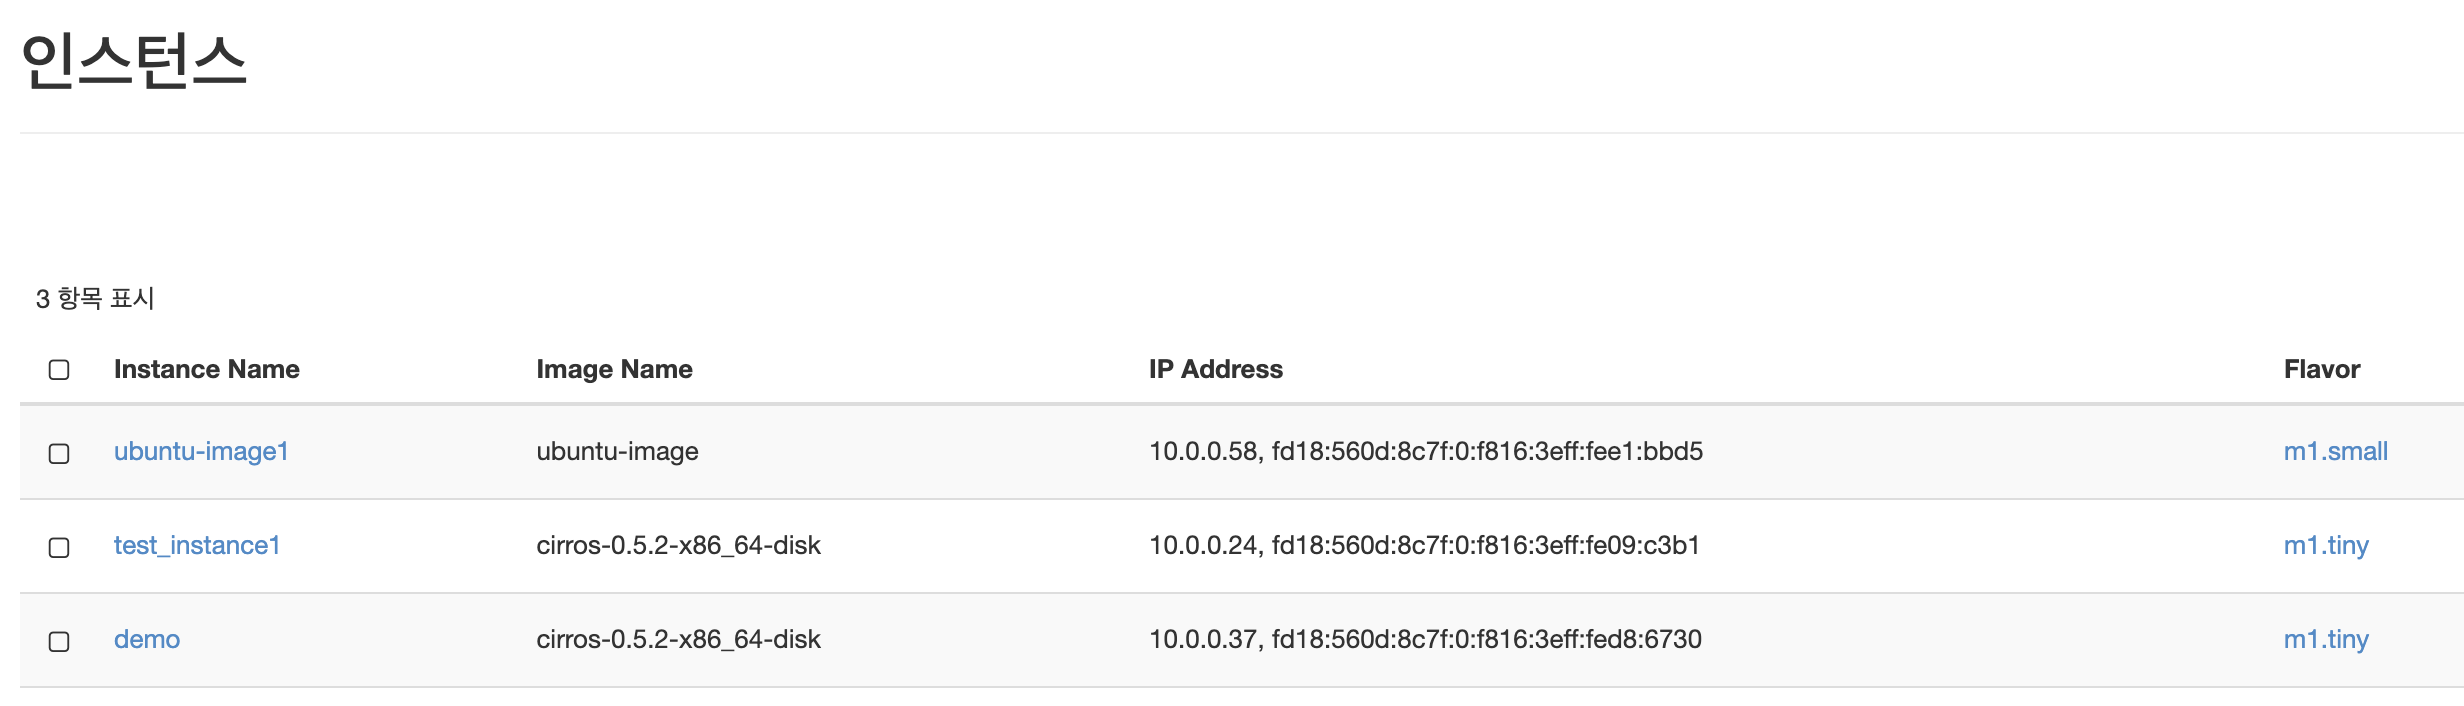 인스턴스
3 항목 표시
Instance Name Image Name IP Address Flavor
ubuntu-image1 ubuntu-image 10.0.0.58, fd18:560d:8c7f:0:f816:3eff:fee1:bbd5 m1.small
test_instance1 cirros-0.5.2-x86_64-disk 10.0.0.24, fd18:560d:8c7f:0:f816:3eff:fe09:c3b1 m1.tiny
demo cirros-0.5.2-x86_64-disk 10.0.0.37, fd18:560d:8c7f:0:f816:3eff:fed8:6730 m1.tiny